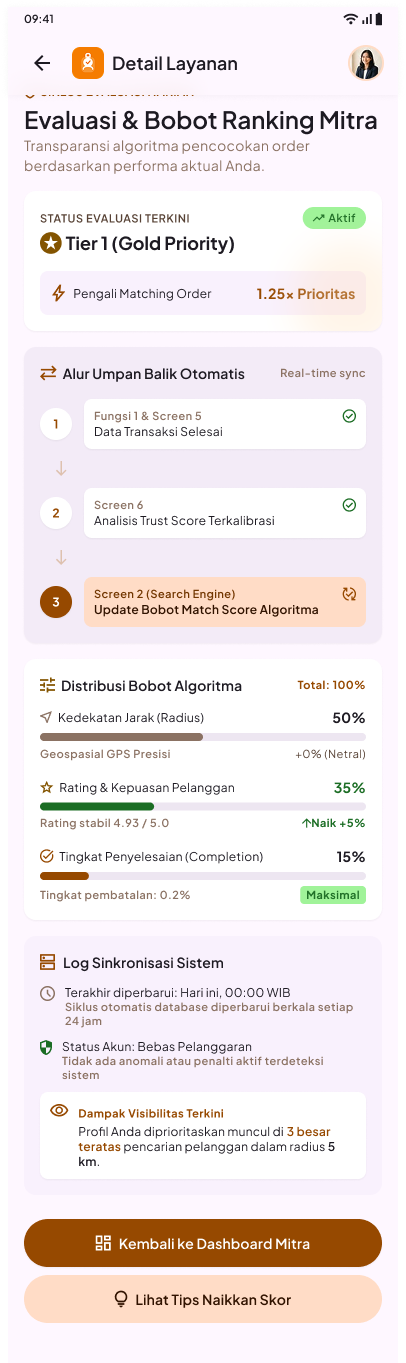 09:41
Detail Layanan
Evaluasi & Bobot Ranking Mitra
Transparansi algoritma pencocokan order
berdasarkan performa aktual Anda.
STATUS EVALUASI TERKINI
Aktif
Tier 1 (Gold Priority)
Pengali Matching Order
1.25x Prioritas
Alur Umpan Balik Otomatis
Real-time sync
1
Fungsi 1 & Screen 5
Data Transaksi Selesai
2
Screen 6
Analisis Trust Score Terkalibrasi
3
Screen 2 (Search Engine)
Update Bobot Match Score Algoritma
Distribusi Bobot Algoritma
Total: 100%
Kedekatan Jarak (Radius)
50%
Geospasial GPS Presisi
+0% (Netral)
Rating & Kepuasan Pelanggan
35%
Rating stabil 4.93 / 5.0
↑Naik +5%
Tingkat Penyelesaian (Completion)
15%
Tingkat pembatalan: 0.2%
Maksimal
Log Sinkronisasi Sistem
Terakhir diperbarui: Hari ini, 00:00 WIB
Siklus otomatis database diperbarui berkala setiap
24 jam
Status Akun: Bebas Pelanggaran
Tidak ada anomali atau penalti aktif terdeteksi
sistem
Dampak Visibilitas Terkini
Profil Anda diprioritaskan muncul di 3 besar
teratas pencarian pelanggan dalam radius 5
km.
Kembali ke Dashboard Mitra
Lihat Tips Naikkan Skor